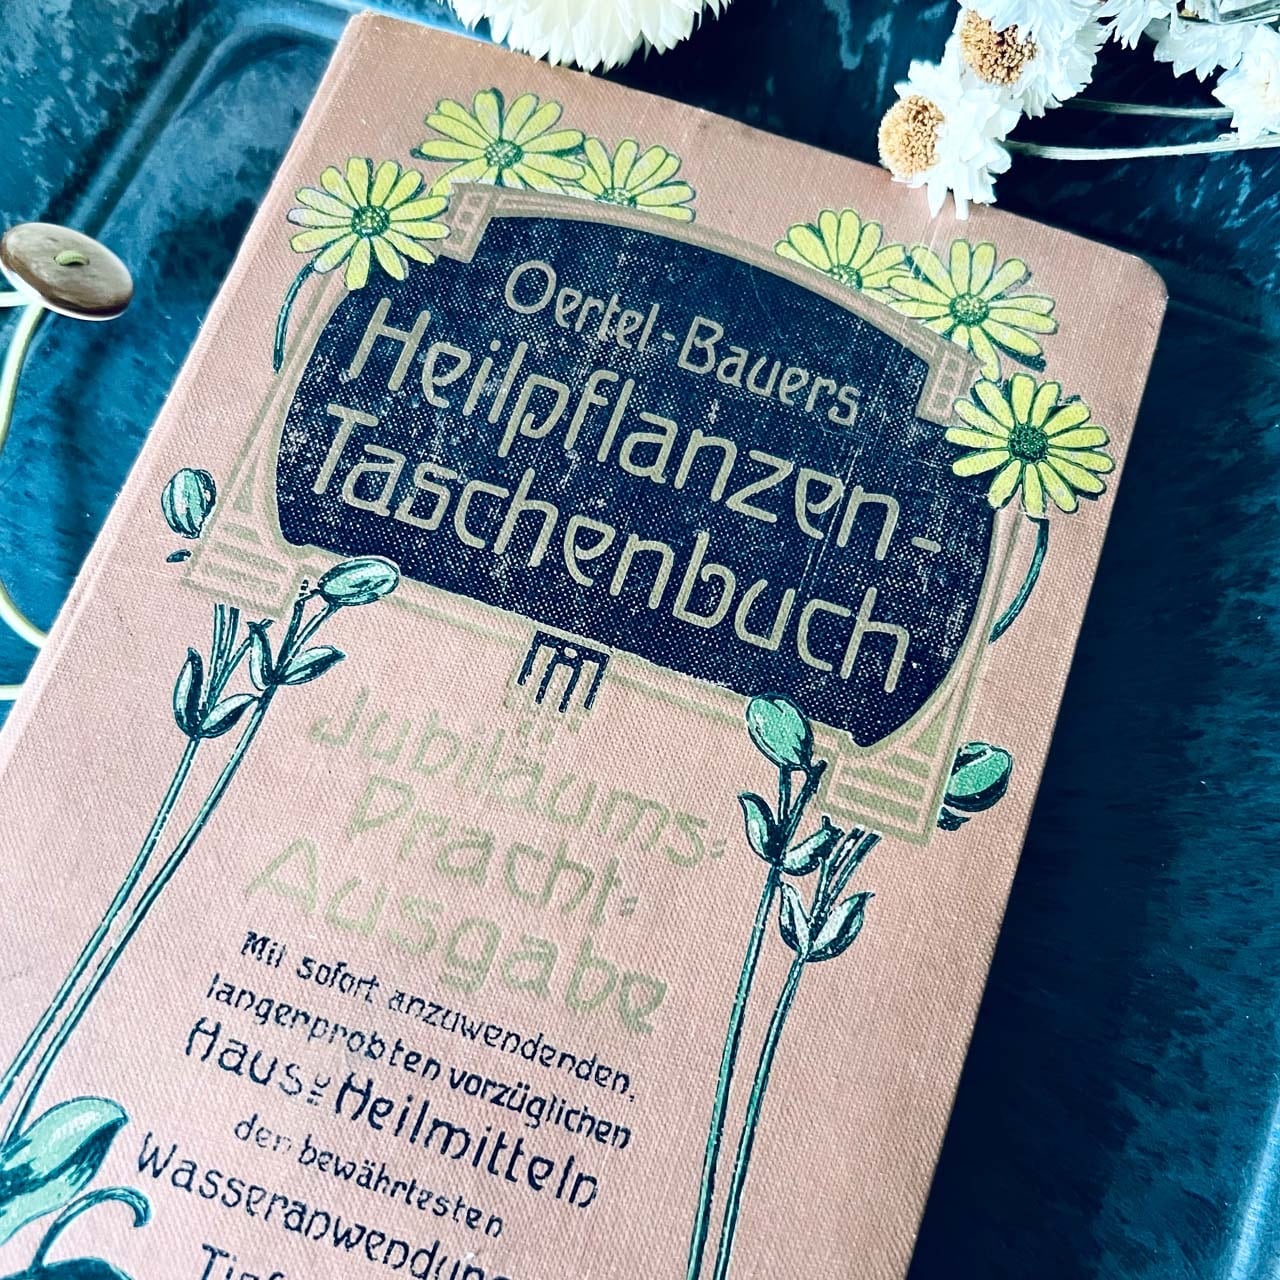 Oertel-Bauers
Heilpflanzen-
Taschenbuch
Jubiläums-
Pracht-
Ausgabe
Mit sofort anzuwendenden,
langerprobten vorzüglichen
Haus u. Heilmitteln
den bewährtesten